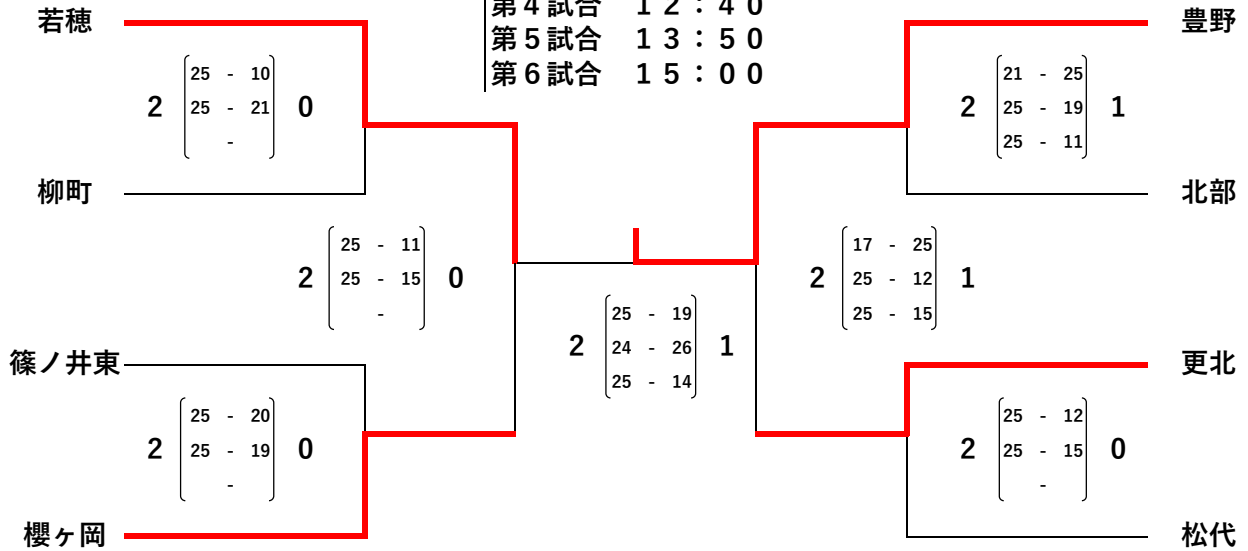 第４試合　１２：４０
第５試合　１３：５０
第６試合　１５：００
若穂
2 25 - 10 0
25 - 21
-
柳町
2 25 - 11 0
25 - 15
-
篠ノ井東
2 25 - 20 0
25 - 19
-
櫻ヶ岡
2 25 - 19 1
24 - 26
25 - 14
豊野
2 21 - 25 1
25 - 19
25 - 11
北部
2 17 - 25 1
25 - 12
25 - 15
更北
2 25 - 12 0
25 - 15
-
松代